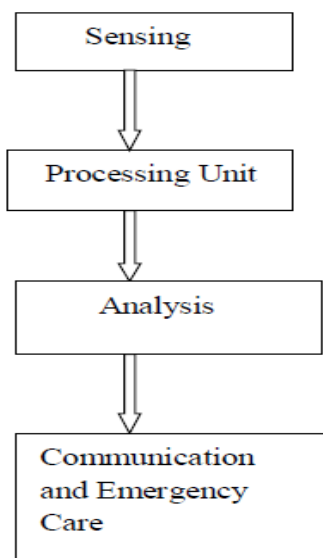 Sensing
Processing Unit
Analysis
Communication
and Emergency
Care